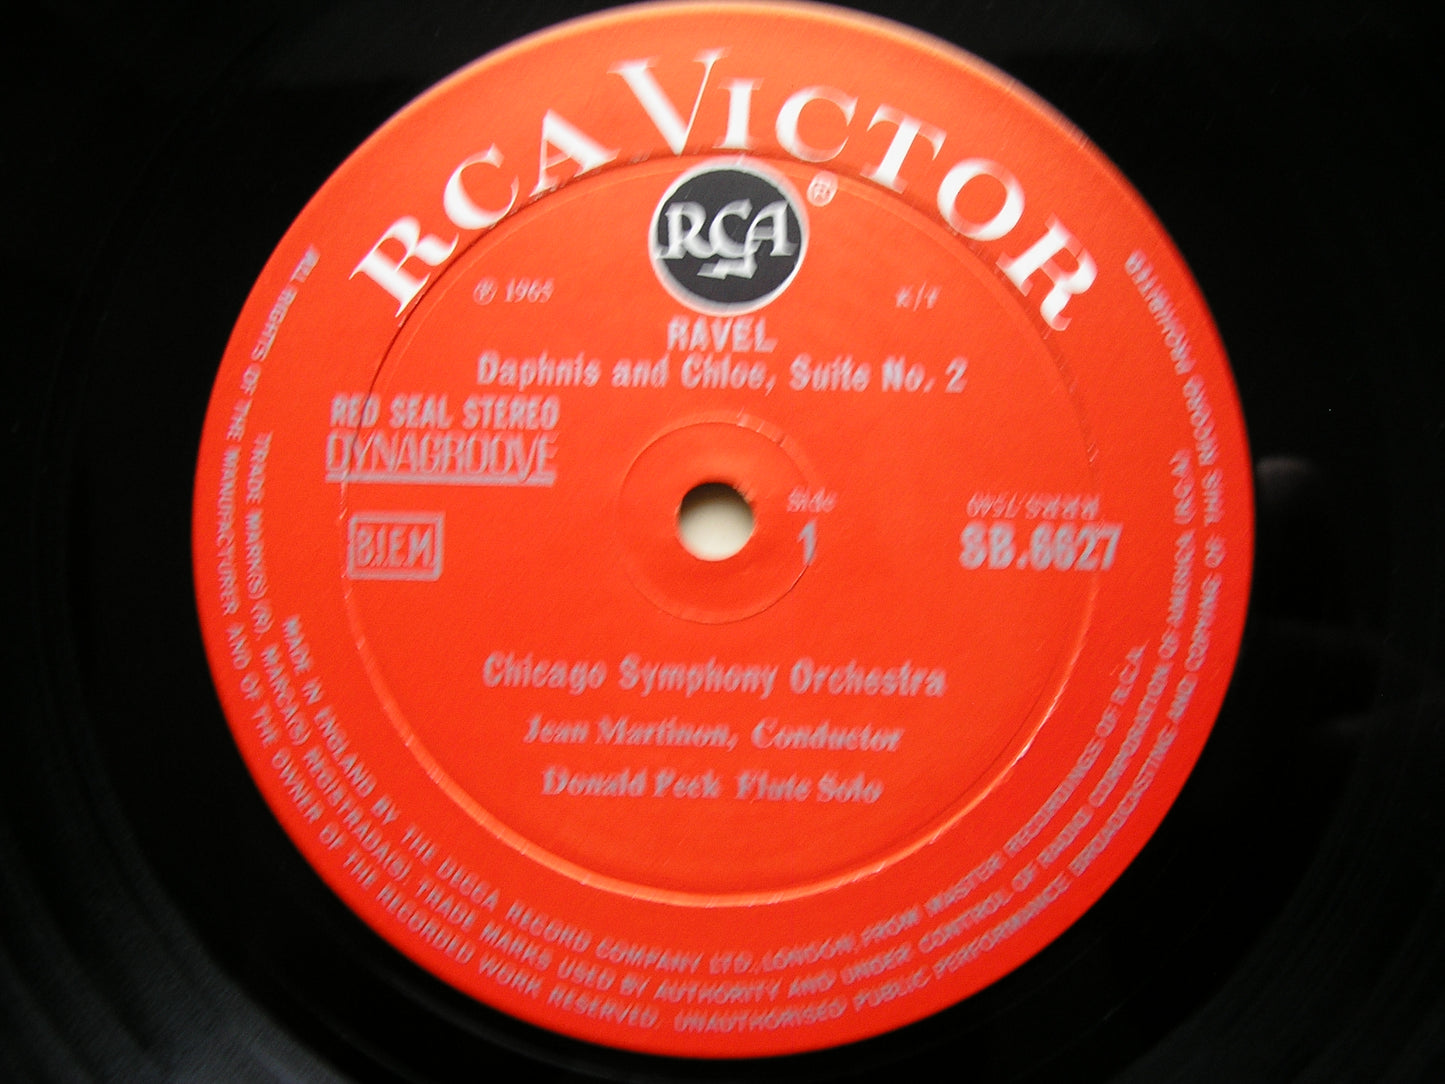 RCA VICTOR
RCA ®
℗ 1965
K/T
RAVEL
Daphnis and Chloe, Suite No. 2
RED SEAL STEREO
DYNAGROOVE
B.I.E.M
Side
1
SB.6627
Chicago Symphony Orchestra
Jean Martinon, Conductor
Donald Peck Flute Solo
MADE IN ENGLAND BY THE DECCA RECORD COMPANY LTD., LONDON, FROM MASTER RECORDINGS OF R.C.A.
TRADE MARK(S) (R), MARCA(S) REGISTRADA(S) TRADE MARKS USED BY AUTHORITY AND UNDER CONTROL OF RADIO CORPORATION OF AMERICA (R.C.A.)
ALL RIGHTS OF THE MANUFACTURER AND OF THE OWNER OF THE RECORDED WORK RESERVED. UNAUTHORISED PUBLIC PERFORMANCE BROADCASTING AND COPYING OF THIS RECORD PROHIBITED